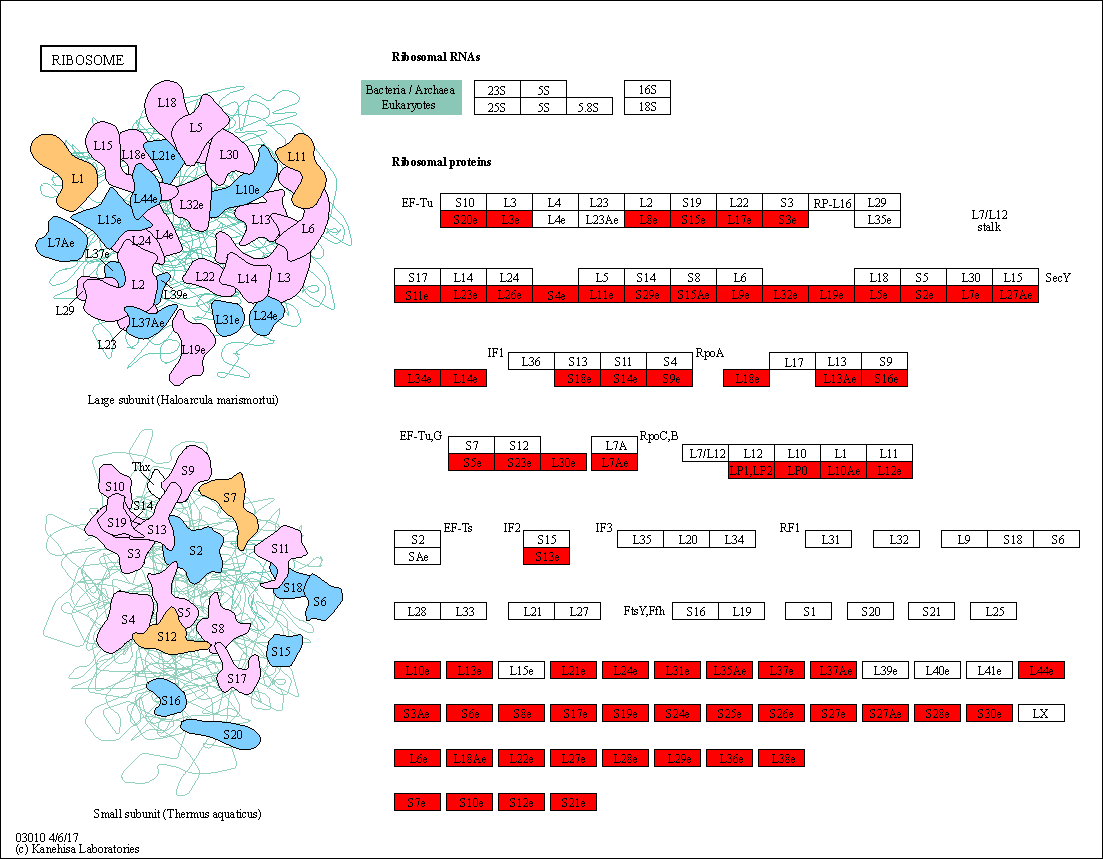 RIBOSOME
L18
L5
L15
L18e
L21e
L30
L11
L1
L44e
L10e
L32e
L15e
L13
L6
L7Ae
L24
L4e
L37e
L2
L22
L14
L3
L39e
L29
L37Ae
L31e
L24e
L23
L19e
Large subunit (Haloarcula marismortui)
Thx
S9
S10
S7
S14
S19
S13
S3
S2
S11
S18
S6
S4
S5
S8
S12
S15
S17
S16
S20
Small subunit (Thermus aquaticus)
03010 4/6/17
(c) Kanehisa Laboratories
Ribosomal RNAs
Bacteria / Archaea 23S 5S 16S
Eukaryotes 25S 5S 5.8S 18S
Ribosomal proteins
EF-Tu S10 L3 L4 L23 L2 S19 L22 S3 RP-L16 L29
S20e L3e L4e L23Ae L8e S15e L17e S3e L35e
L7/L12
stalk
S17 L14 L24 L5 S14 S8 L6 L18 S5 L30 L15 SecY
S11e L23e L26e S4e L11e S29e S15Ae L9e L32e L19e L5e S2e L7e L27Ae
IF1 L36 S13 S11 S4 RpoA L17 L13 S9
L34e L14e S18e S14e S9e L18e L13Ae S16e
EF-Tu,G S7 S12 L7A RpoC,B L7/L12 L12 L10 L1 L11
S5e S23e L30e L7Ae LP1,LP2 LP0 L10Ae L12e
S2 EF-Ts IF2 S15 IF3 L35 L20 L34 RF1 L31 L32 L9 S18 S6
SAe S13e
L28 L33 L21 L27 FtsY,Ffh S16 L19 S1 S20 S21 L25
L10e L13e L15e L21e L24e L31e L35Ae L37e L37Ae L39e L40e L41e L44e
S3Ae S6e S8e S17e S19e S24e S25e S26e S27e S27Ae S28e S30e LX
L6e L18Ae L22e L27e L28e L29e L36e L38e
S7e S10e S12e S21e